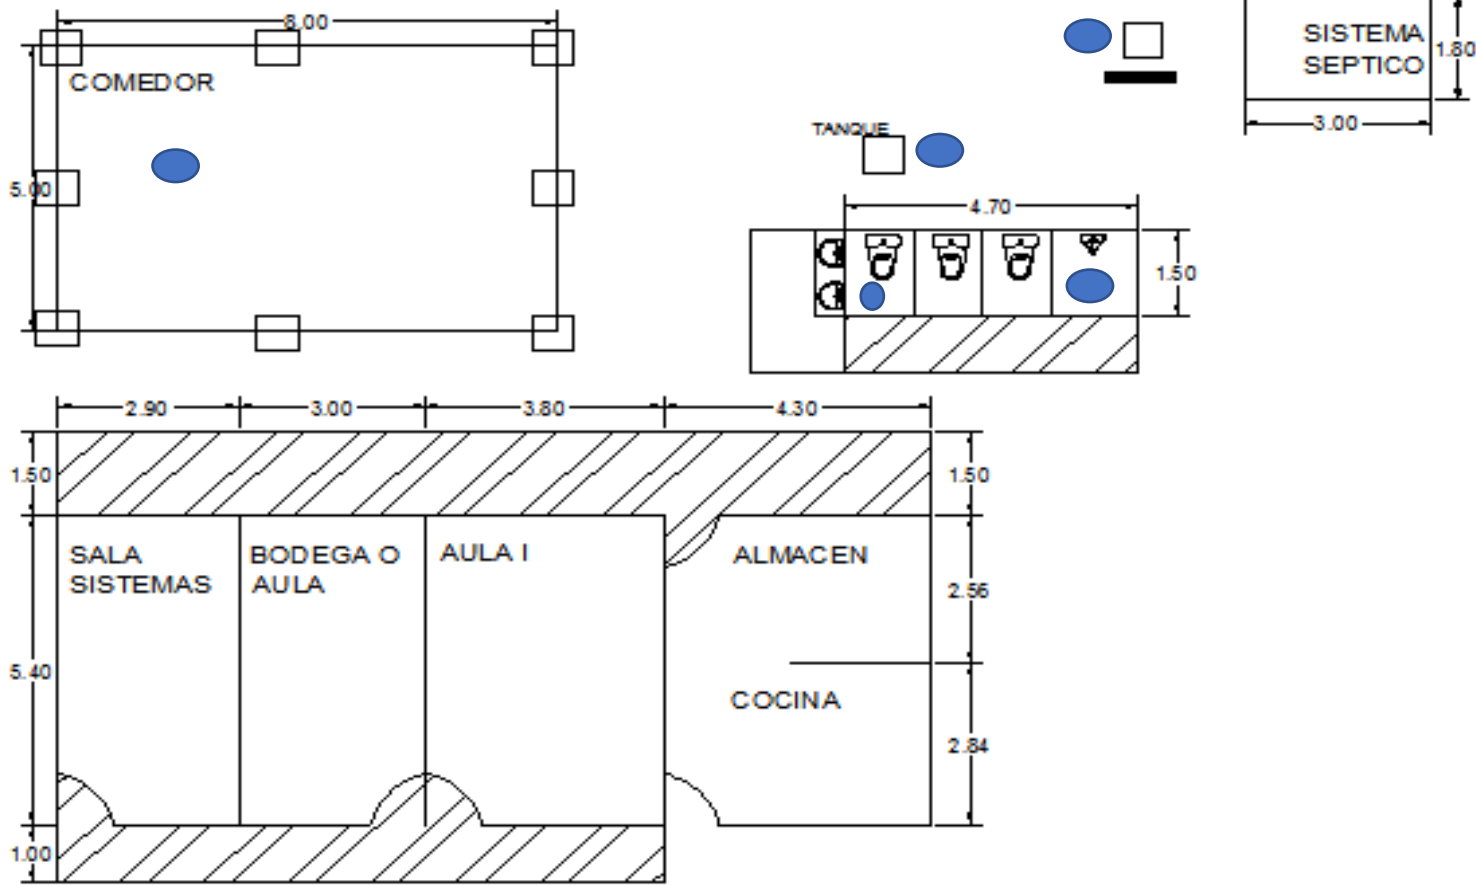 8.00
COMEDOR
5.00
TANQUE
SISTEMA
SEPTICO
1.80
3.00
4.70
1.50
2.90
3.00
3.80
4.30
1.50
1.50
SALA
SISTEMAS
BODEGA O
AULA
AULA I
ALMACEN
2.56
5.40
COCINA
2.84
1.00